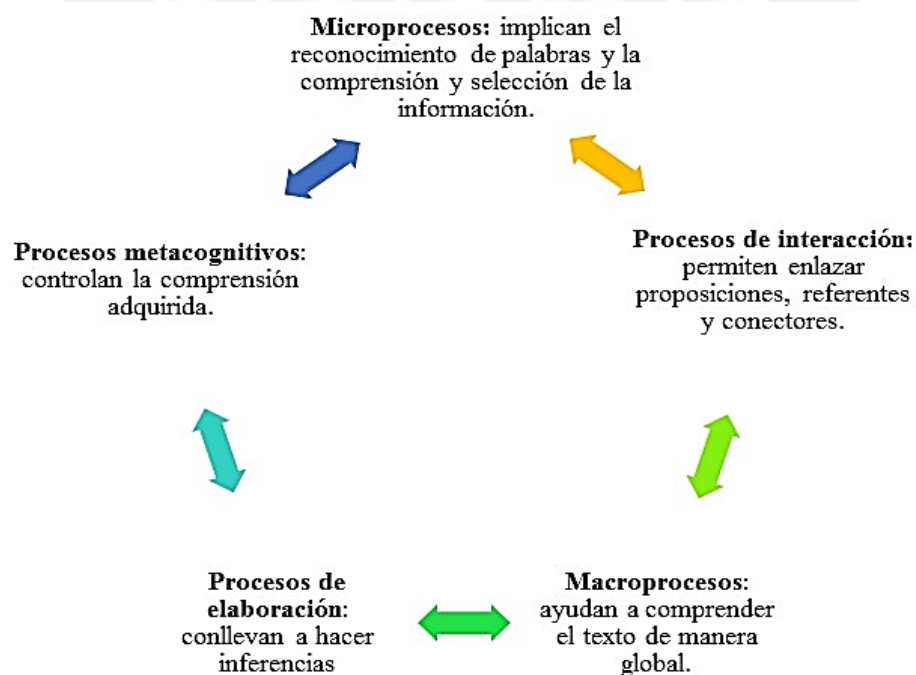 Microprocesos: implican el
reconocimiento de palabras y la
comprensión y selección de la
información.
Procesos de interacción:
permiten enlazar
proposiciones, referentes
y conectores.
Macroprocesos:
ayudan a comprender
el texto de manera
global.
Procesos de
elaboración:
conllevan a hacer
inferencias
Procesos metacognitivos:
controlan la comprensión
adquirida.